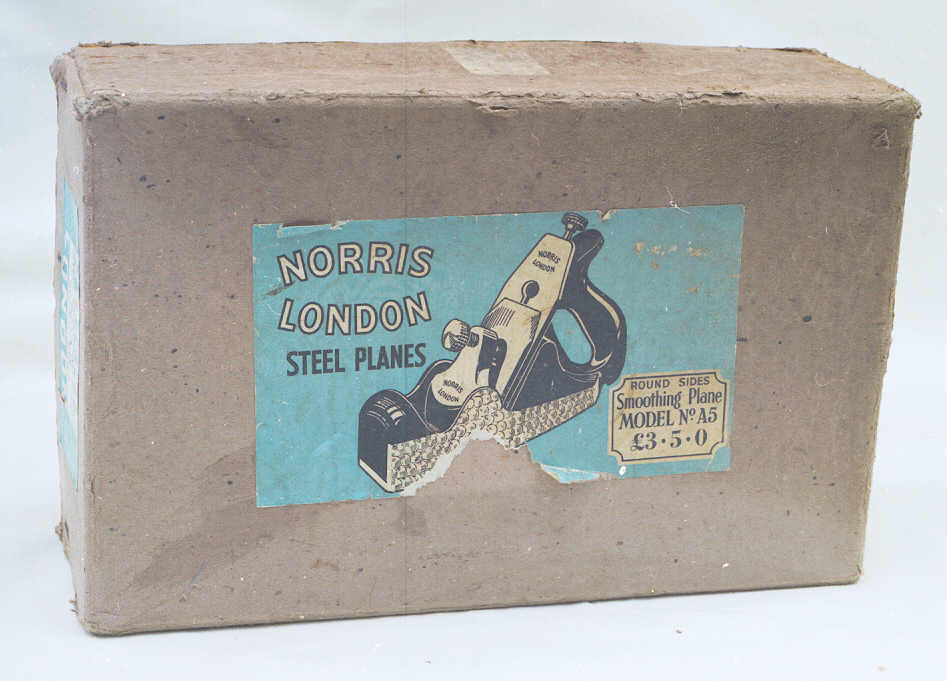 NORRIS
LONDON
STEEL PLANES
NORRIS
LONDON
NORRIS
LONDON
ROUND SIDES
Smoothing Plane
MODEL Nº A5
£3·5·0